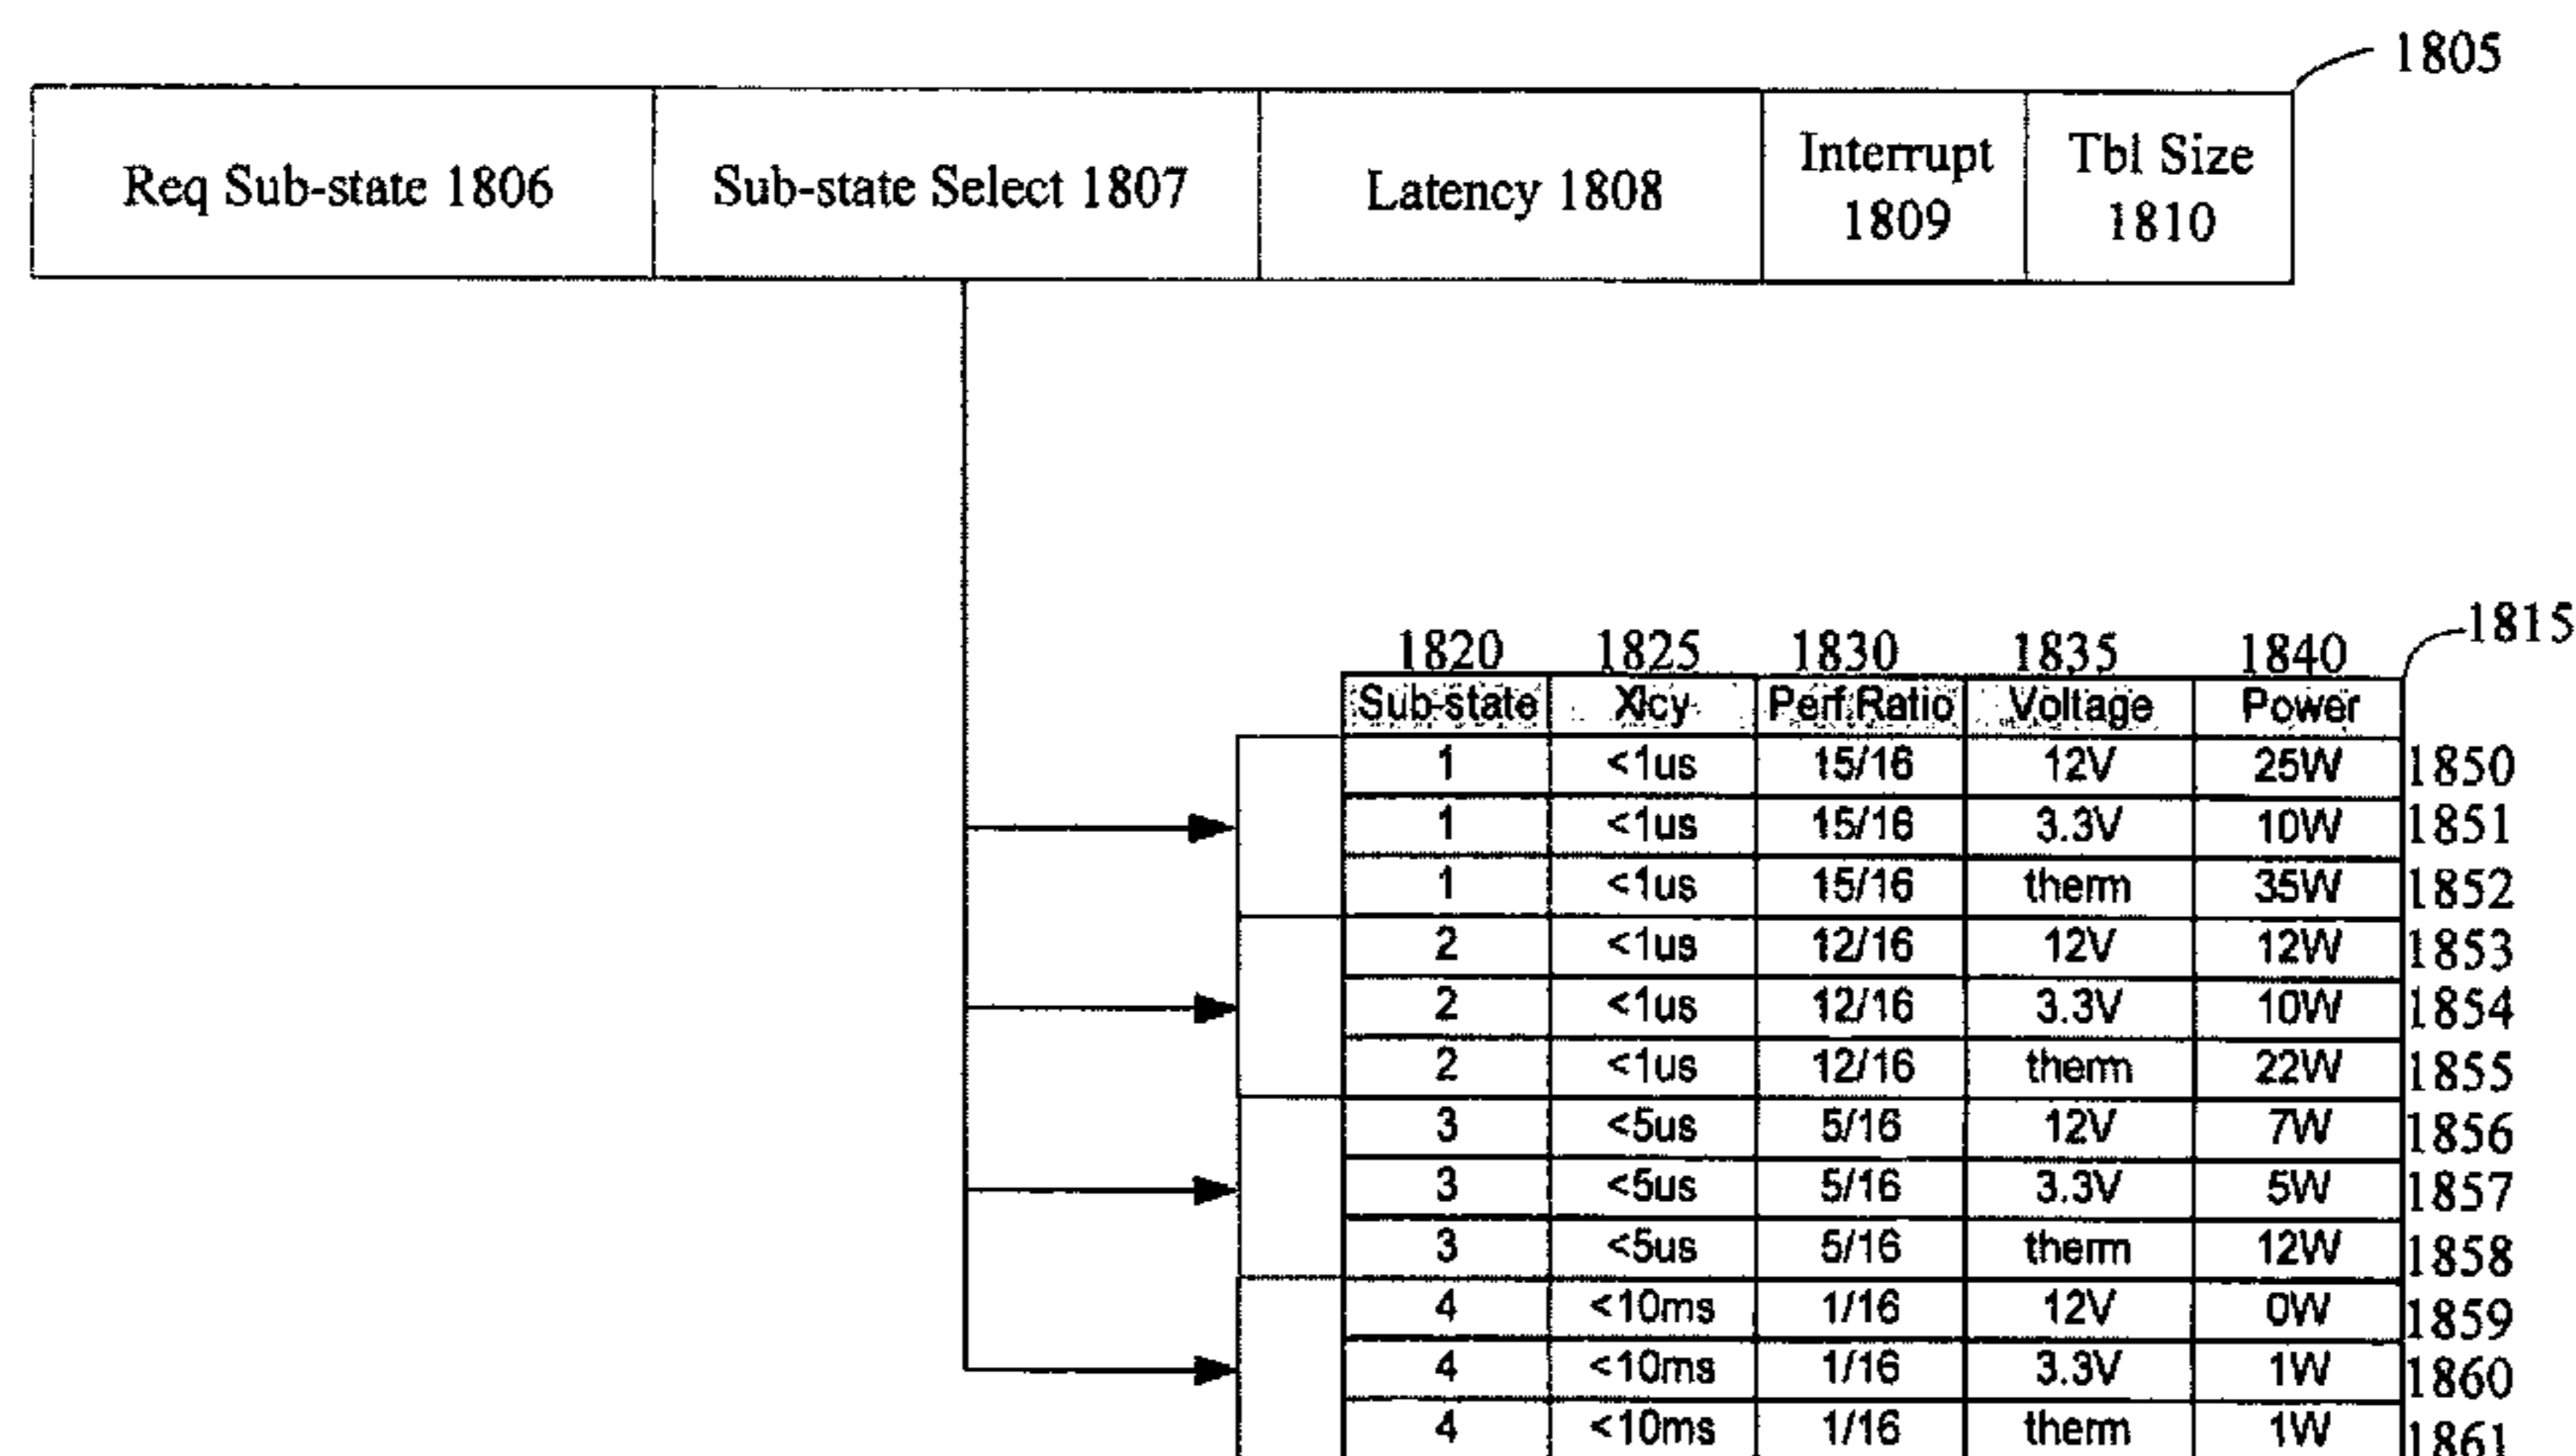 1805
Req Sub-state 1806 Sub-state Select 1807 Latency 1808 Interrupt 1809 Tbl Size 1810
1815
1820 1825 1830 1835 1840
Sub-state Xlcy Perf.Ratio Voltage Power
1 <1us 15/16 12V 25W 1850
1 <1us 15/16 3.3V 10W 1851
1 <1us 15/16 therm 35W 1852
2 <1us 12/16 12V 12W 1853
2 <1us 12/16 3.3V 10W 1854
2 <1us 12/16 therm 22W 1855
3 <5us 5/16 12V 7W 1856
3 <5us 5/16 3.3V 5W 1857
3 <5us 5/16 therm 12W 1858
4 <10ms 1/16 12V 0W 1859
4 <10ms 1/16 3.3V 1W 1860
4 <10ms 1/16 therm 1W 1861